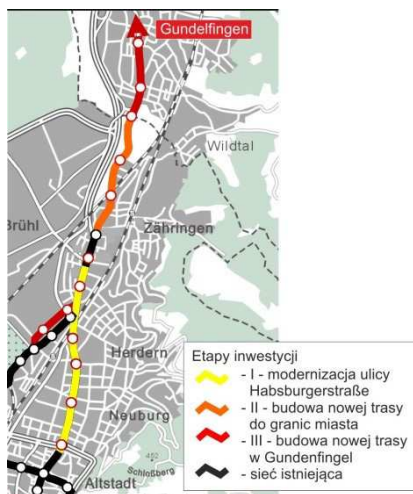 Gundelfingen
Wildtal
Brühl
Zähringen
Herdern
Neuburg
402
Schloßberg
Altstadt
Etapy inwestycji
- I - modernizacja ulicy
Habsburgerstraße
- II - budowa nowej trasy
do granic miasta
- III - budowa nowej trasy
w Gundenfingel
- sieć istniejąca